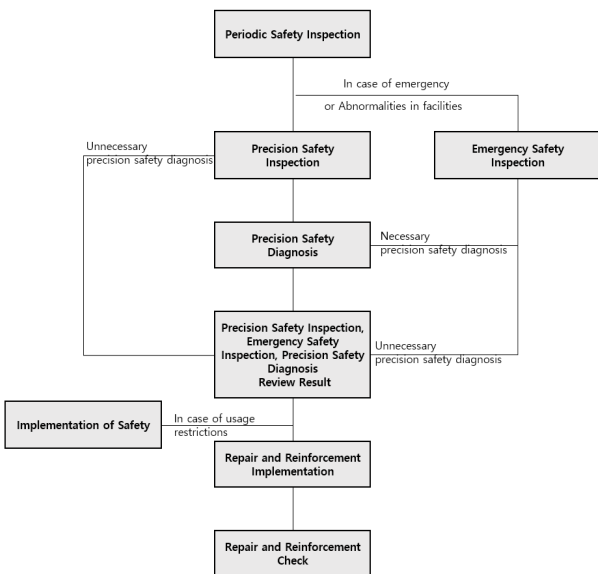 Periodic Safety Inspection
In case of emergency
or Abnormalities in facilities
Unnecessary
precision safety diagnosis
Precision Safety
Inspection
Emergency Safety
Inspection
Precision Safety
Diagnosis
Necessary
precision safety diagnosis
Precision Safety Inspection,
Emergency Safety
Inspection, Precision Safety
Diagnosis
Review Result
Unnecessary
precision safety diagnosis
Implementation of Safety
In case of usage
restrictions
Repair and Reinforcement
Implementation
Repair and Reinforcement
Check